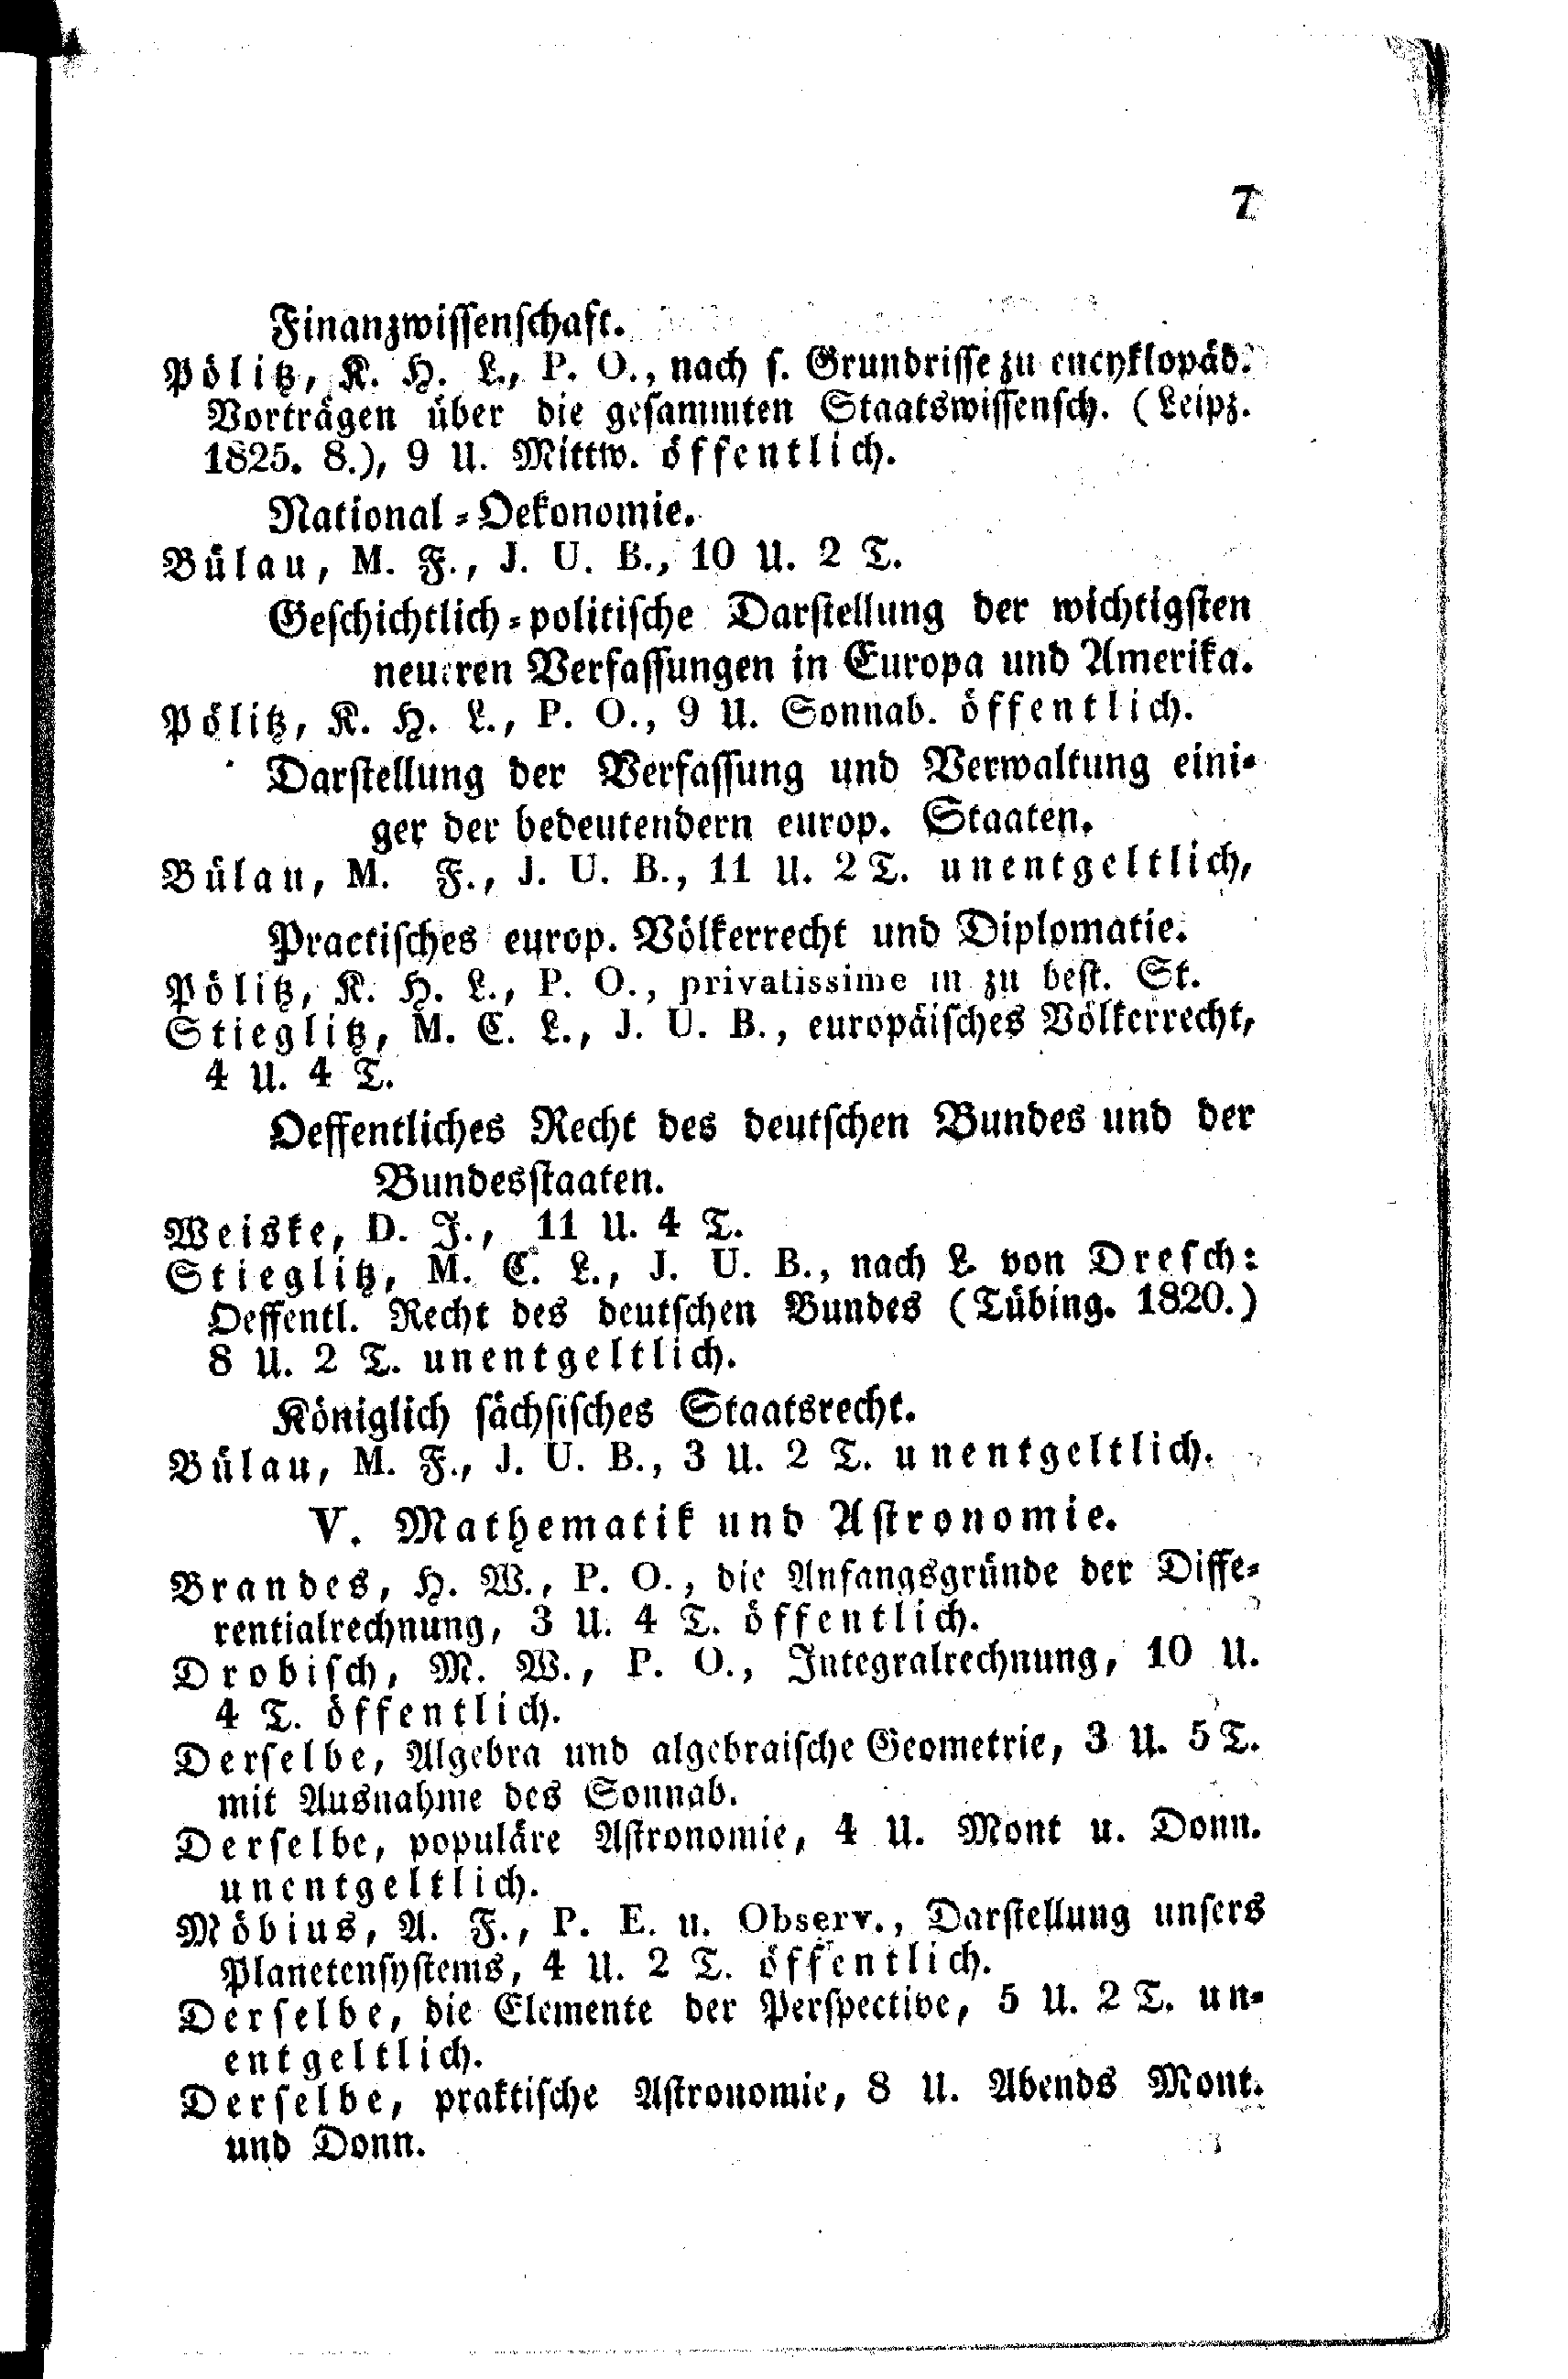 7
Finanzwissenschaft.
Pölitz, K. H. L., P. O., nach s. Grundrisse zu encyklopäd.
Vorträgen über die gesammten Staatswissensch. (Leipz.
1825. 8.), 9 U. Mittw. öffentlich.
National-Oekonomie.
Bülau, M. F., J. U. B., 10 U. 2 T.
Geschichtlich-politische Darstellung der wichtigsten
neueren Verfassungen in Europa und Amerika.
Pölitz, K. H. L., P. O., 9 U. Sonnab. öffentlich.
Darstellung der Verfassung und Verwaltung eini-
ger der bedeutendern europ. Staaten.
Bülau, M. F., J. U. B., 11 U. 2 T. unentgeltlich,
Practisches europ. Völkerrecht und Diplomatie.
Pölitz, K. H. L., P. O., privatissime in zu best. St.
Stieglitz, M. C. L., J. U. B., europäisches Völkerrecht,
4 U. 4 T.
Oeffentliches Recht des deutschen Bundes und der
Bundesstaaten.
Weiske, D. J., 11 U. 4 T.
Stieglitz, M. C. L., J. U. B., nach L. von Dresch:
Oeffentl. Recht des deutschen Bundes (Tübing. 1820.)
8 U. 2 T. unentgeltlich.
Königlich sächsisches Staatsrecht.
Bülau, M. F., J. U. B., 3 U. 2 T. unentgeltlich.
V. Mathematik und Astronomie.
Brandes, H. W., P. O., die Anfangsgründe der Diffe-
rentialrechnung, 3 U. 4 T. öffentlich.
Drobisch, M. W., P. O., Integralrechnung, 10 U.
4 T. öffentlich.
Derselbe, Algebra und algebraische Geometrie, 3 U. 5 T.
mit Ausnahme des Sonnab.
Derselbe, populäre Astronomie, 4 U. Mont u. Donn.
unentgeltlich.
Möbius, A. F., P. E. u. Observ., Darstellung unsers
Planetensystems, 4 U. 2 T. öffentlich.
Derselbe, die Elemente der Perspective, 5 U. 2 T. un-
entgeltlich.
Derselbe, praktische Astronomie, 8 U. Abends Mont.
und Donn.